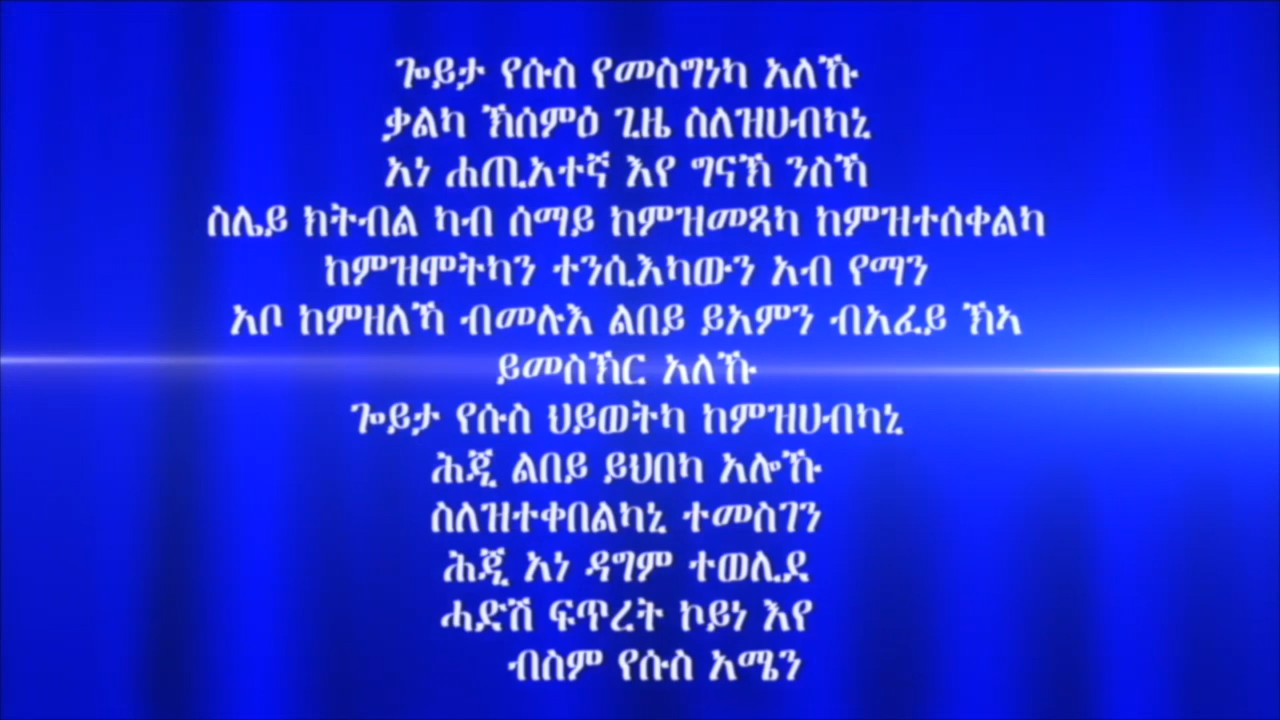 ጐይታ የሱስ የመስግነካ አለኹ
ቃልካ ኽሰምዕ ጊዜ ስለዝሀብካኒ
አነ ሐጢአተኛ እየ ግናኽ ንስኻ
ስሌይ ክትብል ካብ ሰማይ ከምዝመጻካ ከምዝተሰቀልካ
ከምዝሞትካን ተንሲእካውን አብ የማን
አቦ ከምዘለኻ ብመሉእ ልበይ ይአምን ብአፈይ ኽኣ
ይመስኽር አለኹ
ጐይታ የሱስ ህይወትካ ከምዝሀብካኒ
ሕጂ ልበይ ይህበካ አሎኹ
ስለዝተቀበልካኒ ተመስገን
ሕጂ አነ ዳግም ተወሊደ
ሓድሽ ፍጥረት ኮይነ እየ
ብስም የሱስ አሜን